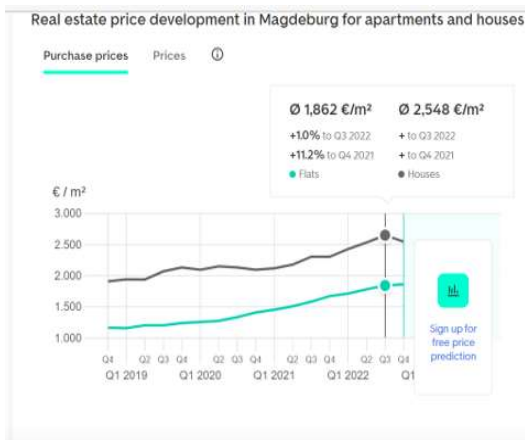 Real estate price development in Magdeburg for apartments and houses
Purchase prices Prices
Ø 1,862 €/m² Ø 2,548 €/m²
+1.0% to Q3 2022 + to Q3 2022
+11.2% to Q4 2021 + to Q4 2021
Flats Houses
€ / m²
3.000
2.500
2.000
1.500
1.000
Q4 Q2 Q3 Q4 Q2 Q3 Q4 Q2 Q3 Q4 Q2 Q3 Q4
Q1 2019 Q1 2020 Q1 2021 Q1 2022 Q1
Sign up for
free price
prediction